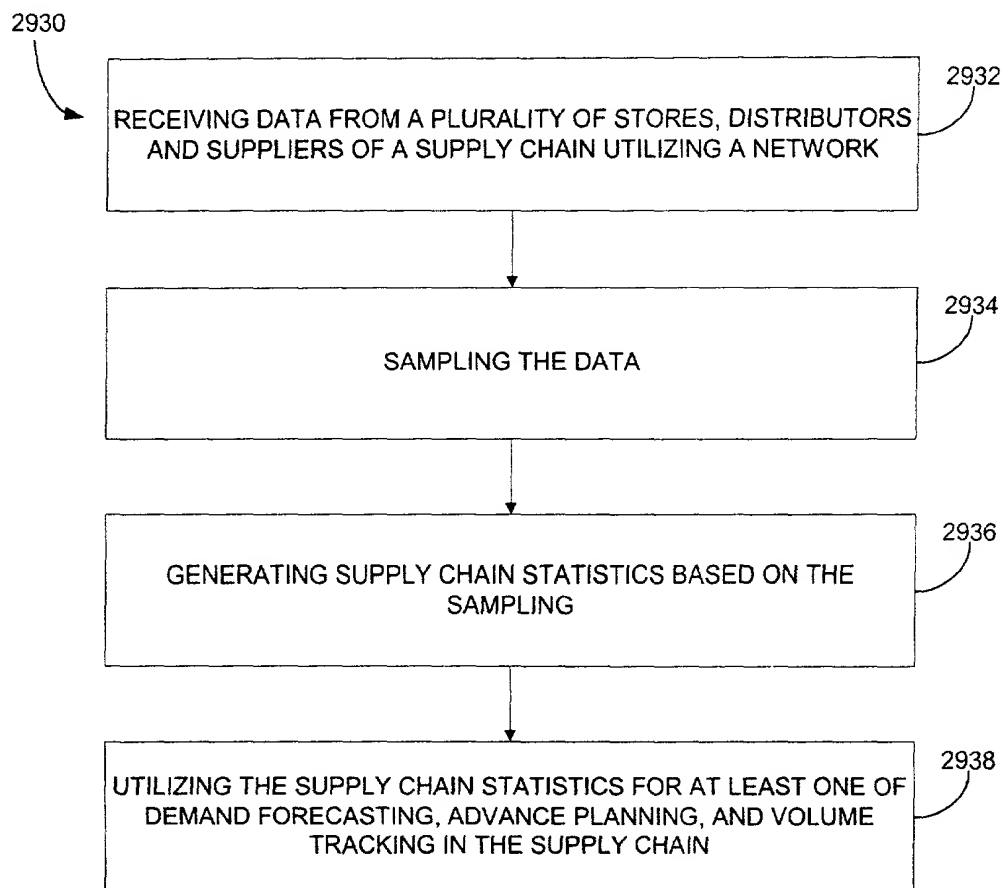 2930
2932
RECEIVING DATA FROM A PLURALITY OF STORES, DISTRIBUTORS
AND SUPPLIERS OF A SUPPLY CHAIN UTILIZING A NETWORK
2934
SAMPLING THE DATA
2936
GENERATING SUPPLY CHAIN STATISTICS BASED ON THE
SAMPLING
2938
UTILIZING THE SUPPLY CHAIN STATISTICS FOR AT LEAST ONE OF
DEMAND FORECASTING, ADVANCE PLANNING, AND VOLUME
TRACKING IN THE SUPPLY CHAIN